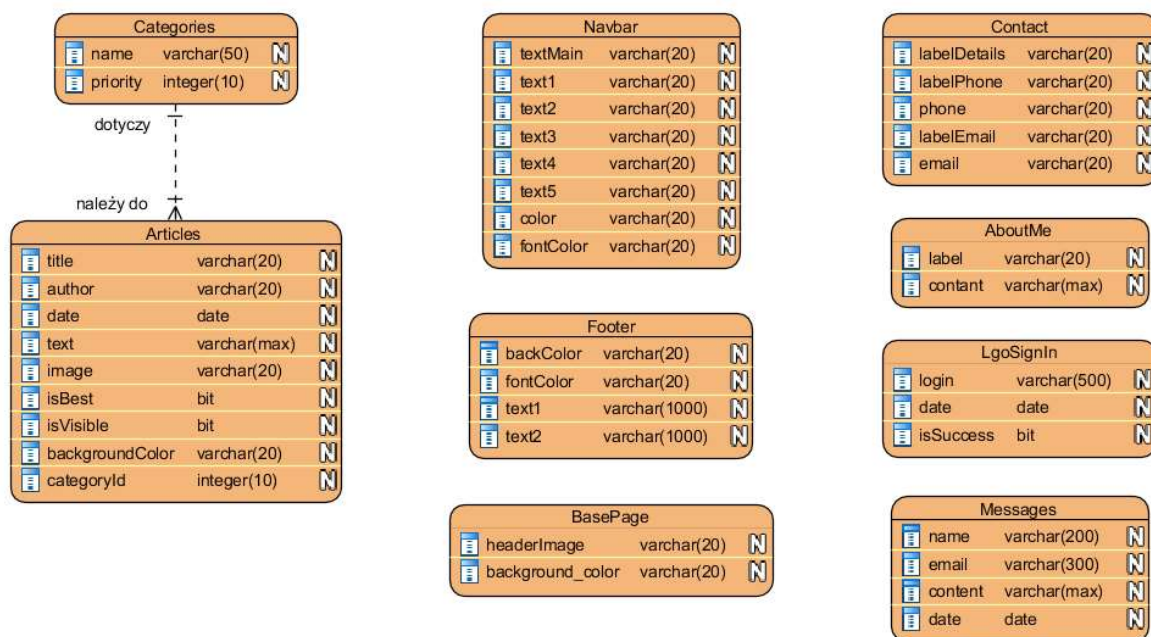 Categories
name varchar(50) N
priority integer(10) N
dotyczy
należy do
Articles
title varchar(20) N
author varchar(20) N
date date N
text varchar(max) N
image varchar(20) N
isBest bit N
isVisible bit N
backgroundColor varchar(20) N
categoryId integer(10) N
Navbar
textMain varchar(20) N
text1 varchar(20) N
text2 varchar(20) N
text3 varchar(20) N
text4 varchar(20) N
text5 varchar(20) N
color varchar(20) N
fontColor varchar(20) N
Footer
backColor varchar(20) N
fontColor varchar(20) N
text1 varchar(1000) N
text2 varchar(1000) N
BasePage
headerImage varchar(20) N
background_color varchar(20) N
Contact
labelDetails varchar(20) N
labelPhone varchar(20) N
phone varchar(20) N
labelEmail varchar(20) N
email varchar(20) N
AboutMe
label varchar(20) N
contant varchar(max) N
LgoSignIn
login varchar(500) N
date date N
isSuccess bit N
Messages
name varchar(200) N
email varchar(300) N
content varchar(max) N
date date N